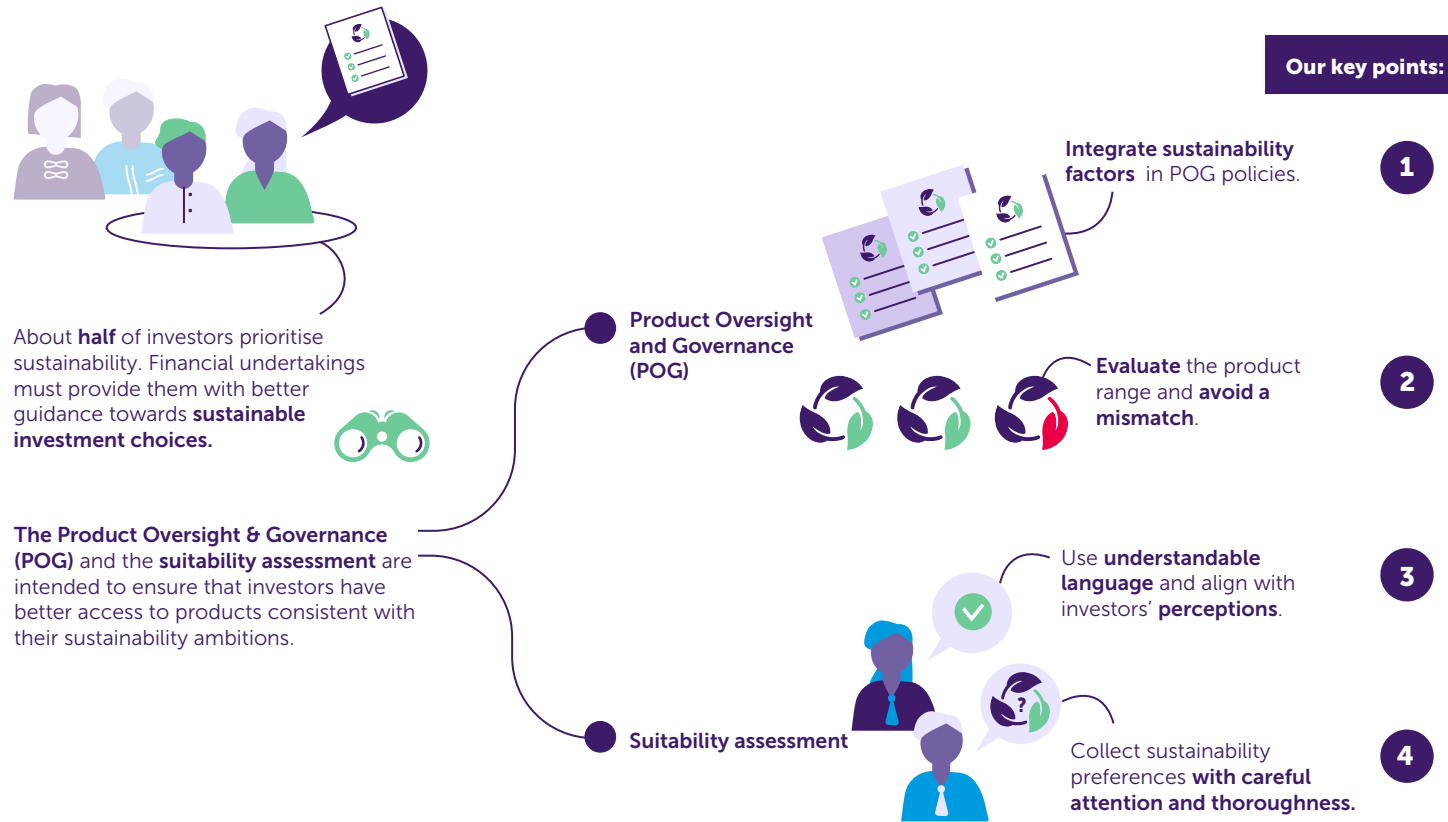 Our key points:
Integrate sustainability
factors in POG policies.
1
About half of investors prioritise
sustainability. Financial undertakings
must provide them with better
guidance towards sustainable
investment choices.
Product Oversight
and Governance
(POG)
Evaluate the product
range and avoid a
mismatch.
2
The Product Oversight & Governance
(POG) and the suitability assessment are
intended to ensure that investors have
better access to products consistent with
their sustainability ambitions.
Use understandable
language and align with
investors’ perceptions.
3
Suitability assessment
?
Collect sustainability
preferences with careful
attention and thoroughness.
4